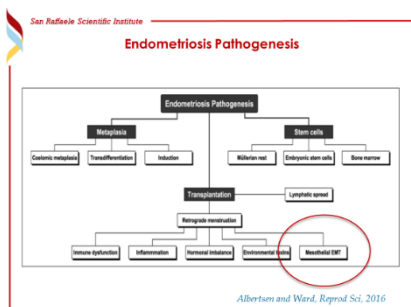 San Raffaele Scientific Institute
Endometriosis Pathogenesis
Endometriosis Pathogenesis
Metaplasia
Stem cells
Coelomic metaplasia
Transdifferentiation
Induction
Müllerian rest
Embryonic stem cells
Bone marrow
Transplantation
Lymphatic spread
Retrograde menstruation
Immune dysfunction
Inflammation
Hormonal imbalance
Environmental toxins
Mesothelial EMT
Albertsen and Ward, Reprod Sci, 2016